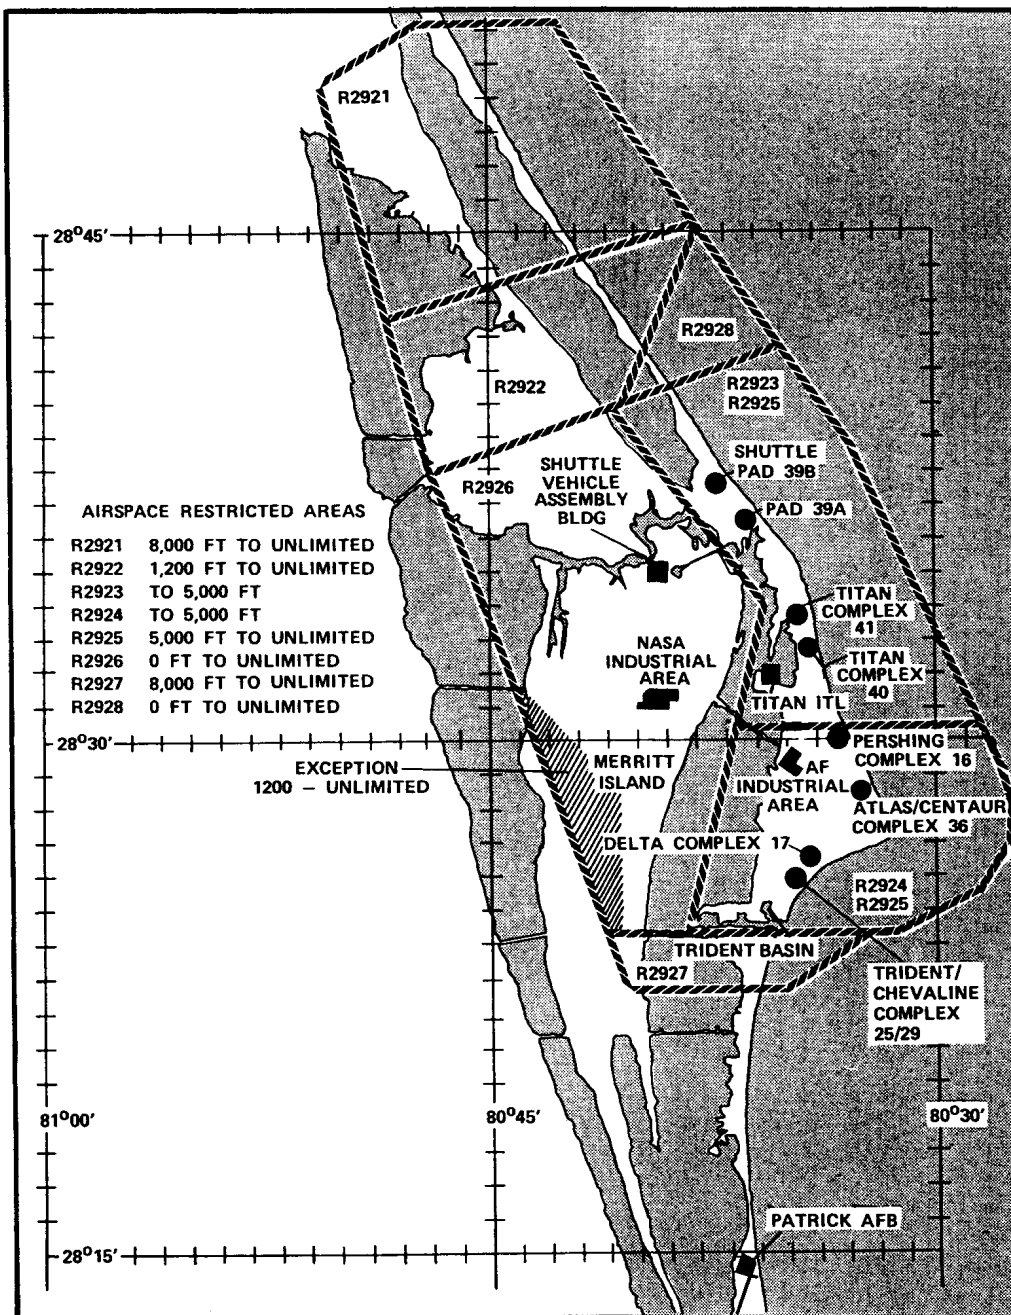 R2921
28°45'
R2928
R2922
R2923
R2925
SHUTTLE
PAD 39B
SHUTTLE
VEHICLE
ASSEMBLY
BLDG
R2926
PAD 39A
AIRSPACE RESTRICTED AREAS
R2921 8,000 FT TO UNLIMITED
R2922 1,200 FT TO UNLIMITED
R2923 TO 5,000 FT
R2924 TO 5,000 FT
R2925 5,000 FT TO UNLIMITED
R2926 0 FT TO UNLIMITED
R2927 8,000 FT TO UNLIMITED
R2928 0 FT TO UNLIMITED
TITAN
COMPLEX
41
NASA
INDUSTRIAL
AREA
TITAN
COMPLEX
40
TITAN ITL
28°30'
PERSHING
COMPLEX 16
EXCEPTION
1200 – UNLIMITED
MERRITT
ISLAND
AF
INDUSTRIAL
AREA
ATLAS/CENTAUR
COMPLEX 36
DELTA COMPLEX 17
R2924
R2925
TRIDENT BASIN
R2927
TRIDENT/
CHEVALINE
COMPLEX
25/29
81°00'
80°45'
80°30'
PATRICK AFB
28°15'